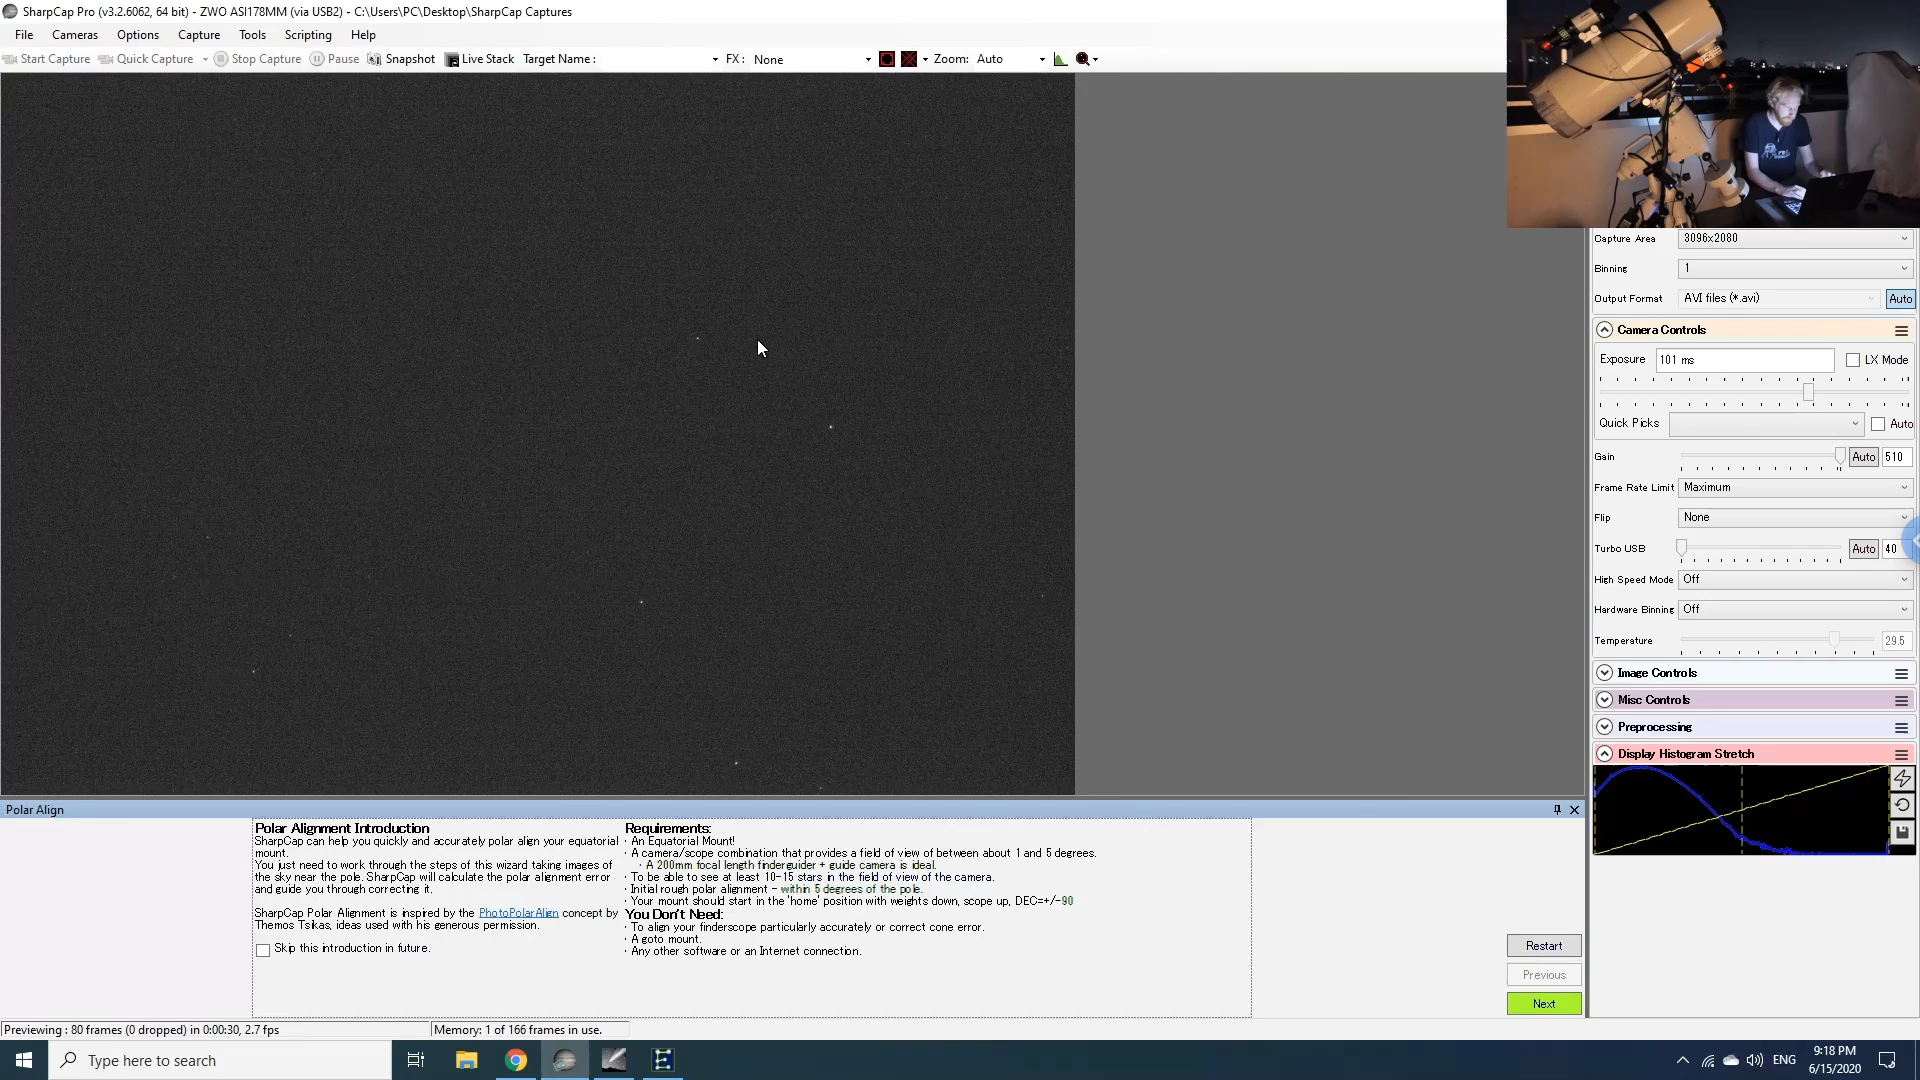 SharpCap Pro (v3.2.6062, 64 bit) - ZWO ASI178MM (via USB2) - C:\Users\PC\Desktop\SharpCap Captures
File Cameras Options Capture Tools Scripting Help
Start Capture Quick Capture Stop Capture Pause Snapshot Live Stack Target Name : FX : None Zoom: Auto
Capture Area 3096x2080
Binning 1
Output Format AVI files (*.avi) Auto
Camera Controls
Exposure 101 ms LX Mode
Quick Picks Auto
Gain Auto 510
Frame Rate Limit Maximum
Flip None
Turbo USB Auto 40
High Speed Mode Off
Hardware Binning Off
Temperature 29.5
Image Controls
Misc Controls
Preprocessing
Display Histogram Stretch
Polar Align
Polar Alignment Introduction
SharpCap can help you quickly and accurately polar align your equatorial
mount.
You just need to work through the steps of this wizard taking images of
the sky near the pole. SharpCap will calculate the polar alignment error
and guide you through correcting it.
SharpCap Polar Alignment is inspired by the PhotoPolarAlign concept by
Themos Tsikas, ideas used with his generous permission.
Skip this introduction in future.
Requirements:
· An Equatorial Mount!
· A camera/scope combination that provides a field of view of between about 1 and 5 degrees.
· A 200mm focal length finderguider + guide camera is ideal.
· To be able to see at least 10-15 stars in the field of view of the camera.
· Initial rough polar alignment - within 5 degrees of the pole.
· Your mount should start in the 'home' position with weights down, scope up, DEC=+/-90
You Don't Need:
· To align your finderscope particularly accurately or correct cone error.
· A goto mount.
· Any other software or an Internet connection.
Restart
Previous
Next
Previewing : 80 frames (0 dropped) in 0:00:30, 2.7 fps Memory: 1 of 166 frames in use.
Type here to search
ENG
9:18 PM
6/15/2020